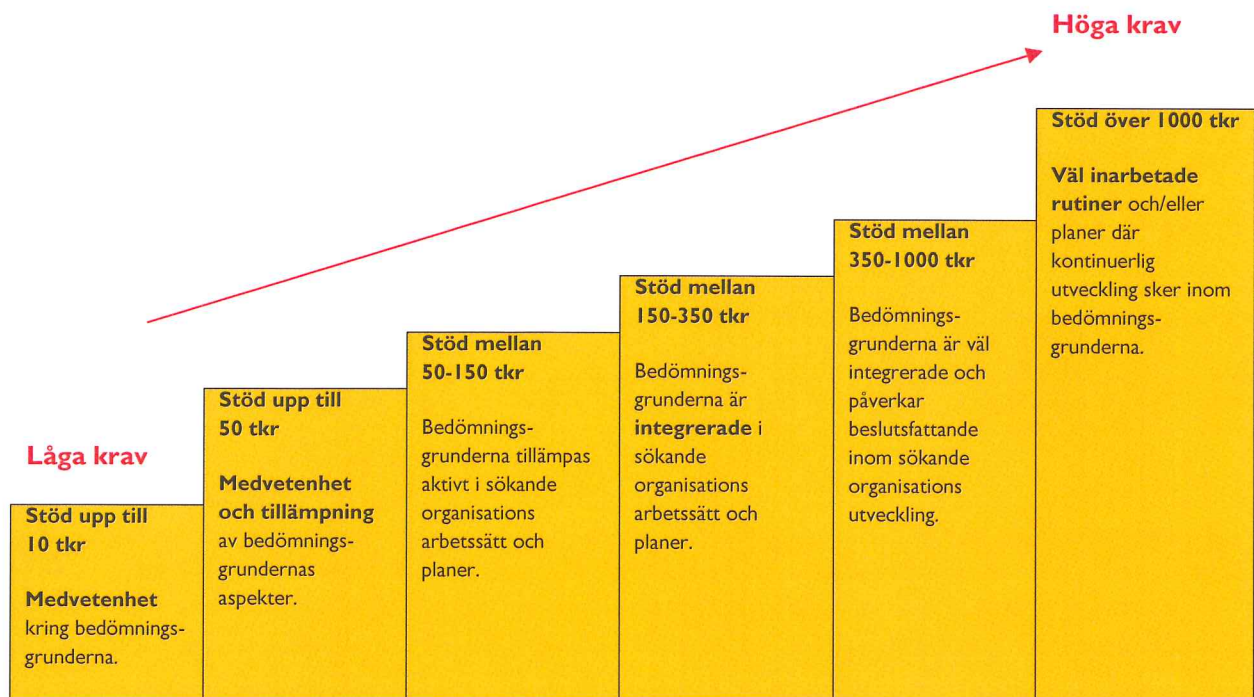 Höga krav
Låga krav
Stöd upp till
10 tkr
Medvetenhet
kring bedömnings-
grunderna.
Stöd upp till
50 tkr
Medvetenhet
och tillämpning
av bedömnings-
grundernas
aspekter.
Stöd mellan
50-150 tkr
Bedömnings-
grunderna tillämpas
aktivt i sökande
organisations
arbetssätt och
planer.
Stöd mellan
150-350 tkr
Bedömnings-
grunderna är
integrerade i
sökande
organisations
arbetssätt och
planer.
Stöd mellan
350-1000 tkr
Bedömnings-
grunderna är väl
integrerade och
påverkar
beslutsfattande
inom sökande
organisations
utveckling.
Stöd över 1000 tkr
Väl inarbetade
rutiner och/eller
planer där
kontinuerlig
utveckling sker inom
bedömnings-
grunderna.